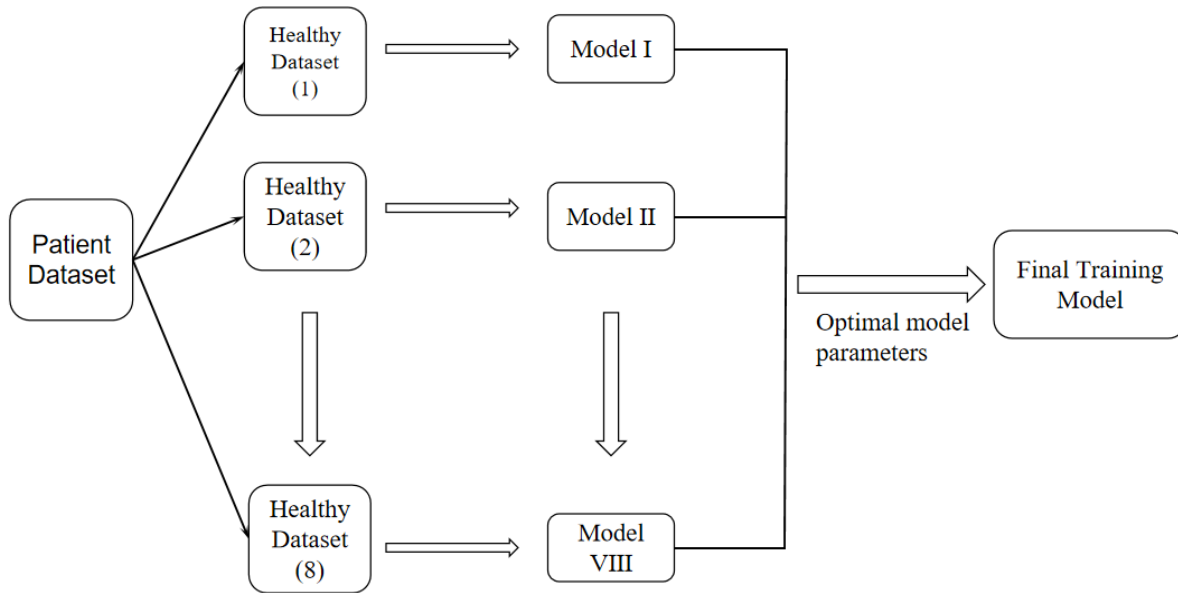 Healthy
Dataset
(1)
Model I
Healthy
Dataset
(2)
Model II
Patient
Dataset
Final Training
Model
Optimal model
parameters
Healthy
Dataset
(8)
Model
VIII